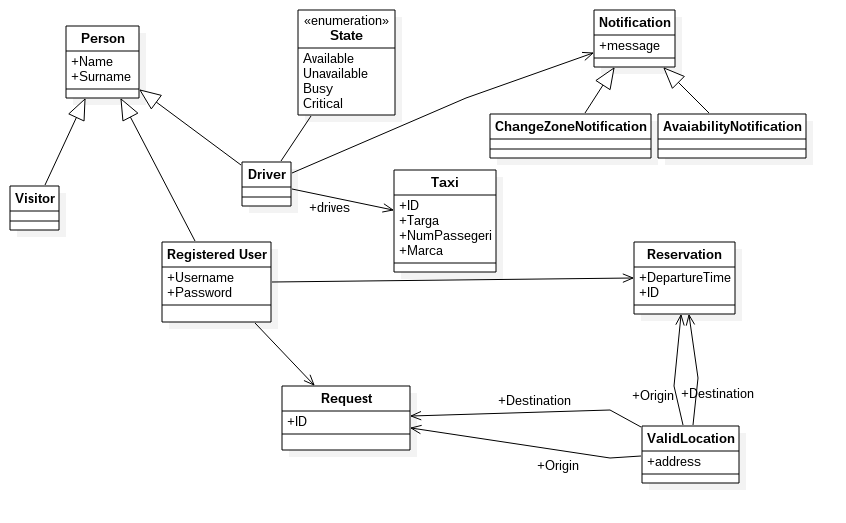 «enumeration»
State
Available
Unavailable
Busy
Critical
Notification
+message
Person
+Name
+Surname
ChangeZoneNotification
AvaiabilityNotification
Driver
Taxi
+ID
+Targa
+NumPassegeri
+Marca
+drives
Visitor
Registered User
+Username
+Password
Reservation
+DepartureTime
+ID
Request
+ID
+Destination
+Origin
+Origin
+Destination
ValidLocation
+address